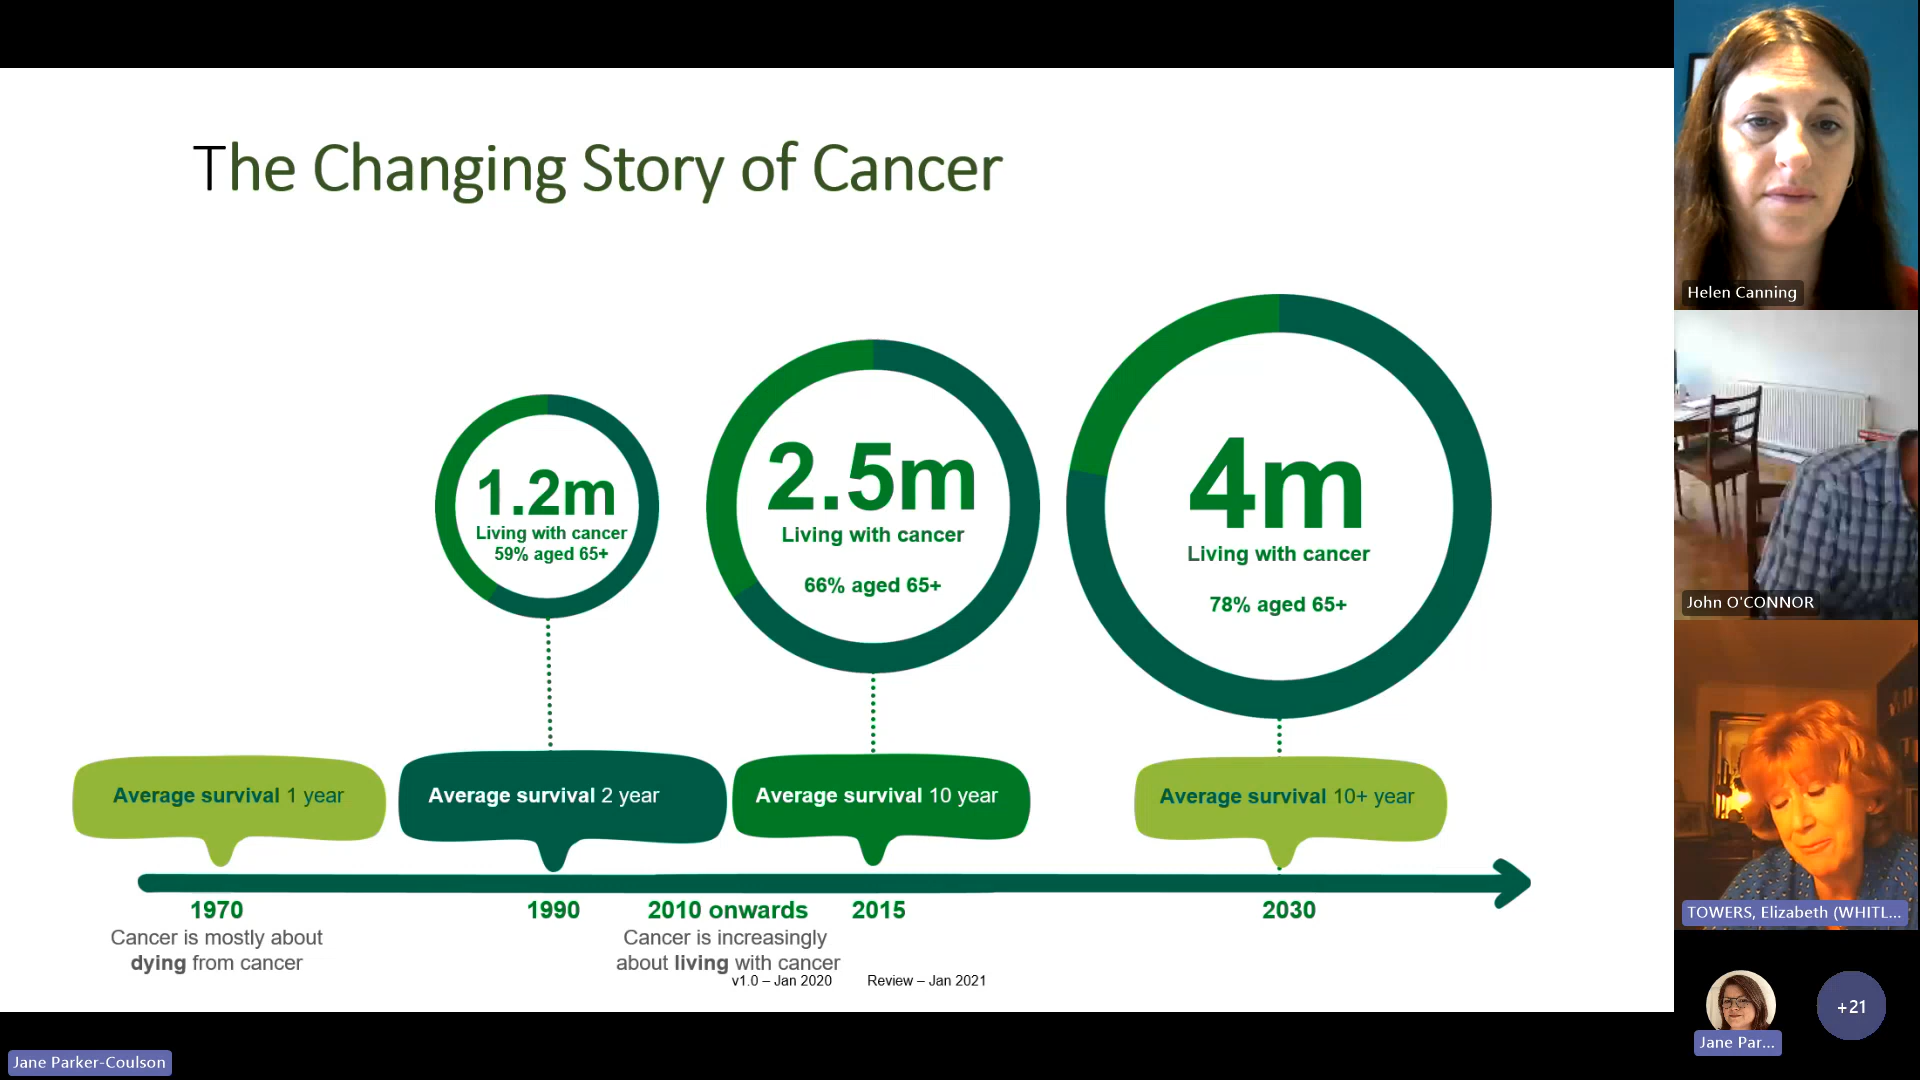 The Changing Story of Cancer
1.2m
Living with cancer
59% aged 65+
2.5m
Living with cancer
66% aged 65+
4m
Living with cancer
78% aged 65+
Average survival 1 year
Average survival 2 year
Average survival 10 year
Average survival 10+ year
1970
Cancer is mostly about
dying from cancer
1990
2010 onwards
Cancer is increasingly
about living with cancer
2015
2030
v1.0 – Jan 2020
Review – Jan 2021
Helen Canning
John O'CONNOR
TOWERS, Elizabeth (WHITL...
Jane Par...
+21
Jane Parker-Coulson